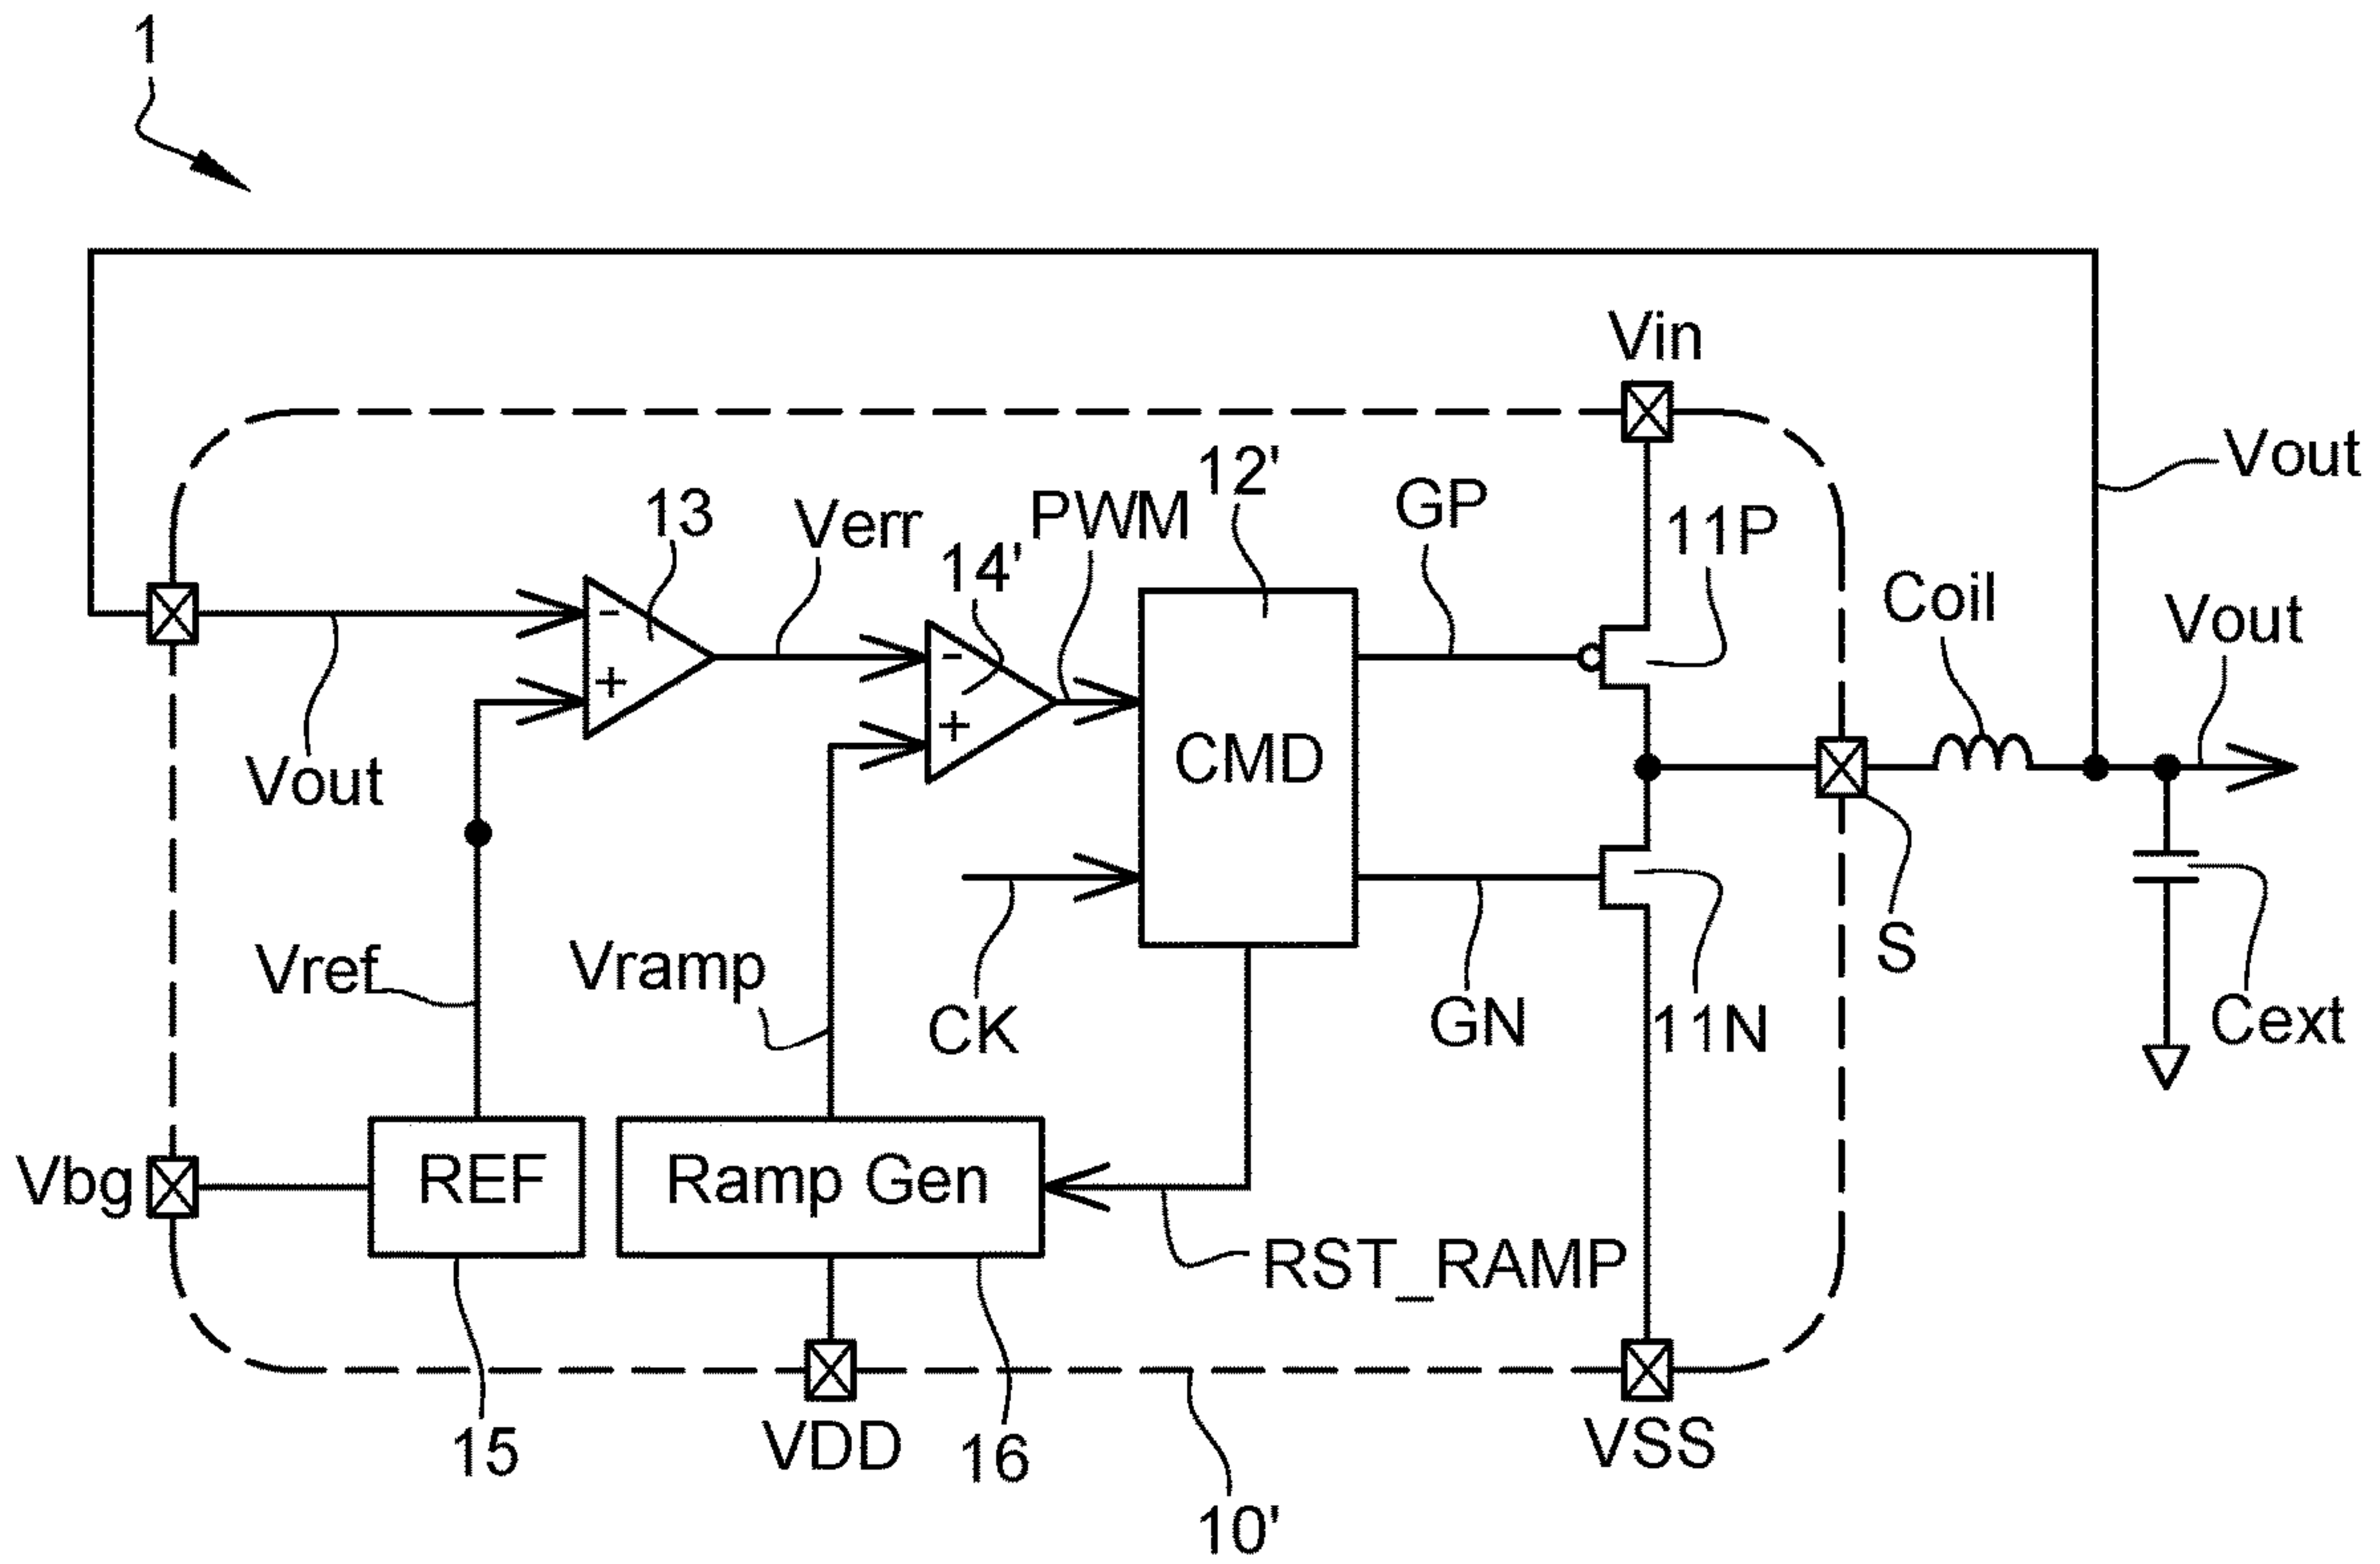 1
Vin
Vout
12'
GP
13
PWM
Verr
11P
14'
Coil
Vout
-
-
+
+
CMD
Vout
S
Vref
Vramp
CK
GN
11N
Cext
Vbg
REF
Ramp Gen
RST_RAMP
15
VDD
16
VSS
10'